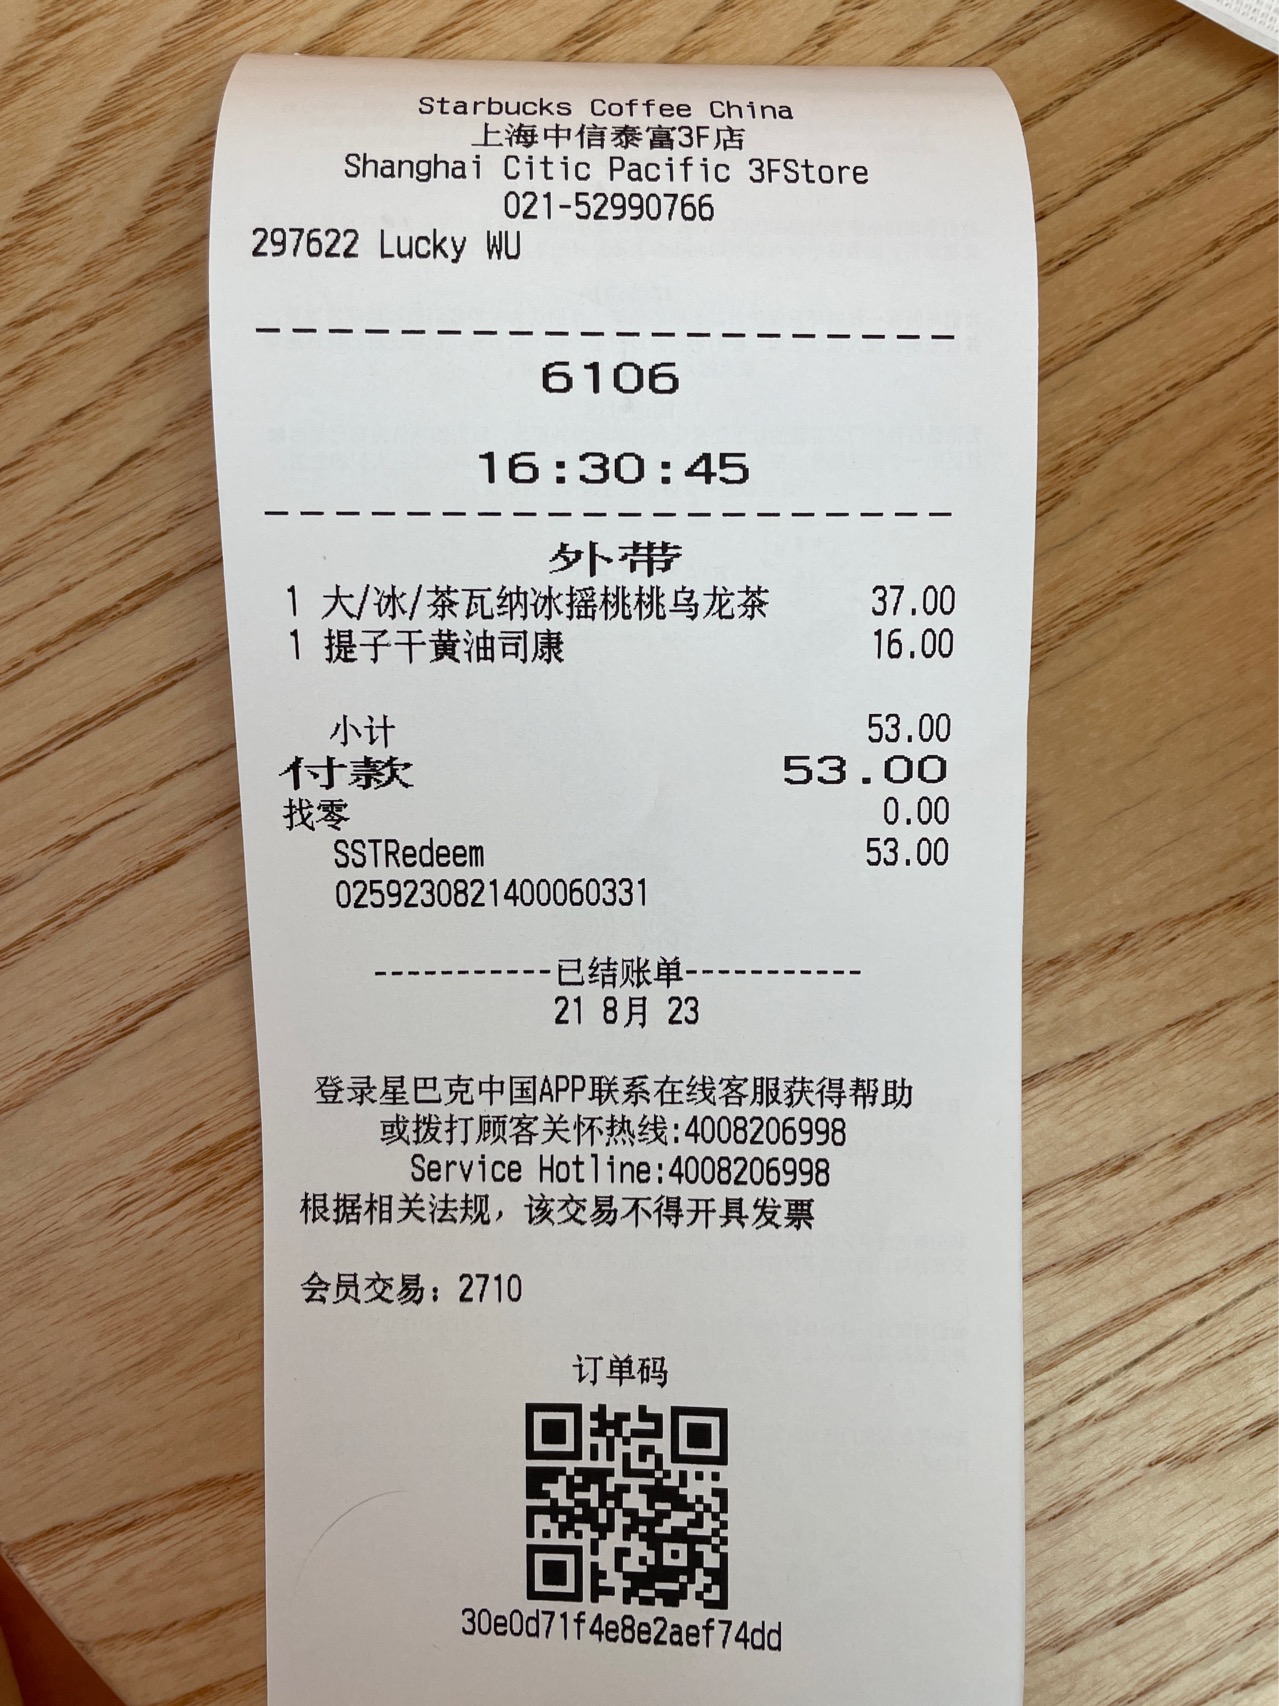 Starbucks Coffee China
上海中信泰富3F店
Shanghai Citic Pacific 3FStore
021-52990766
297622 Lucky WU
6106
16:30:45
外带
1 大/冰/茶瓦纳冰摇桃桃乌龙茶 37.00
1 提子干黄油司康 16.00
小计 53.00
付款 53.00
找零 0.00
SSTRedeem 53.00
0259230821400060331
-----------已结账单-----------
21 8月 23
登录星巴克中国APP联系在线客服获得帮助
或拨打顾客关怀热线:4008206998
Service Hotline:4008206998
根据相关法规，该交易不得开具发票
会员交易：2710
订单码
30e0d71f4e8e2aef74dd